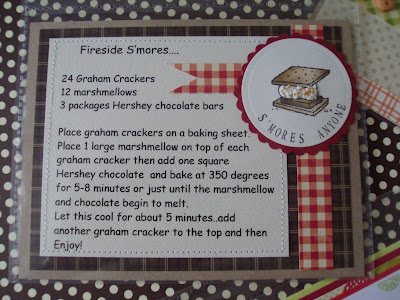 Fireside S'mores....
24 Graham Crackers
12 marshmellows
3 packages Hershey chocolate bars
Place graham crackers on a baking sheet.
Place 1 large marshmallow on top of each
graham cracker then add one square
Hershey chocolate and bake at 350 degrees
for 5-8 minutes or just until the marshmallow
and chocolate begin to melt.
Let this cool for about 5 minutes..add
another graham cracker to the top and then
Enjoy!
S'MORES ANYONE